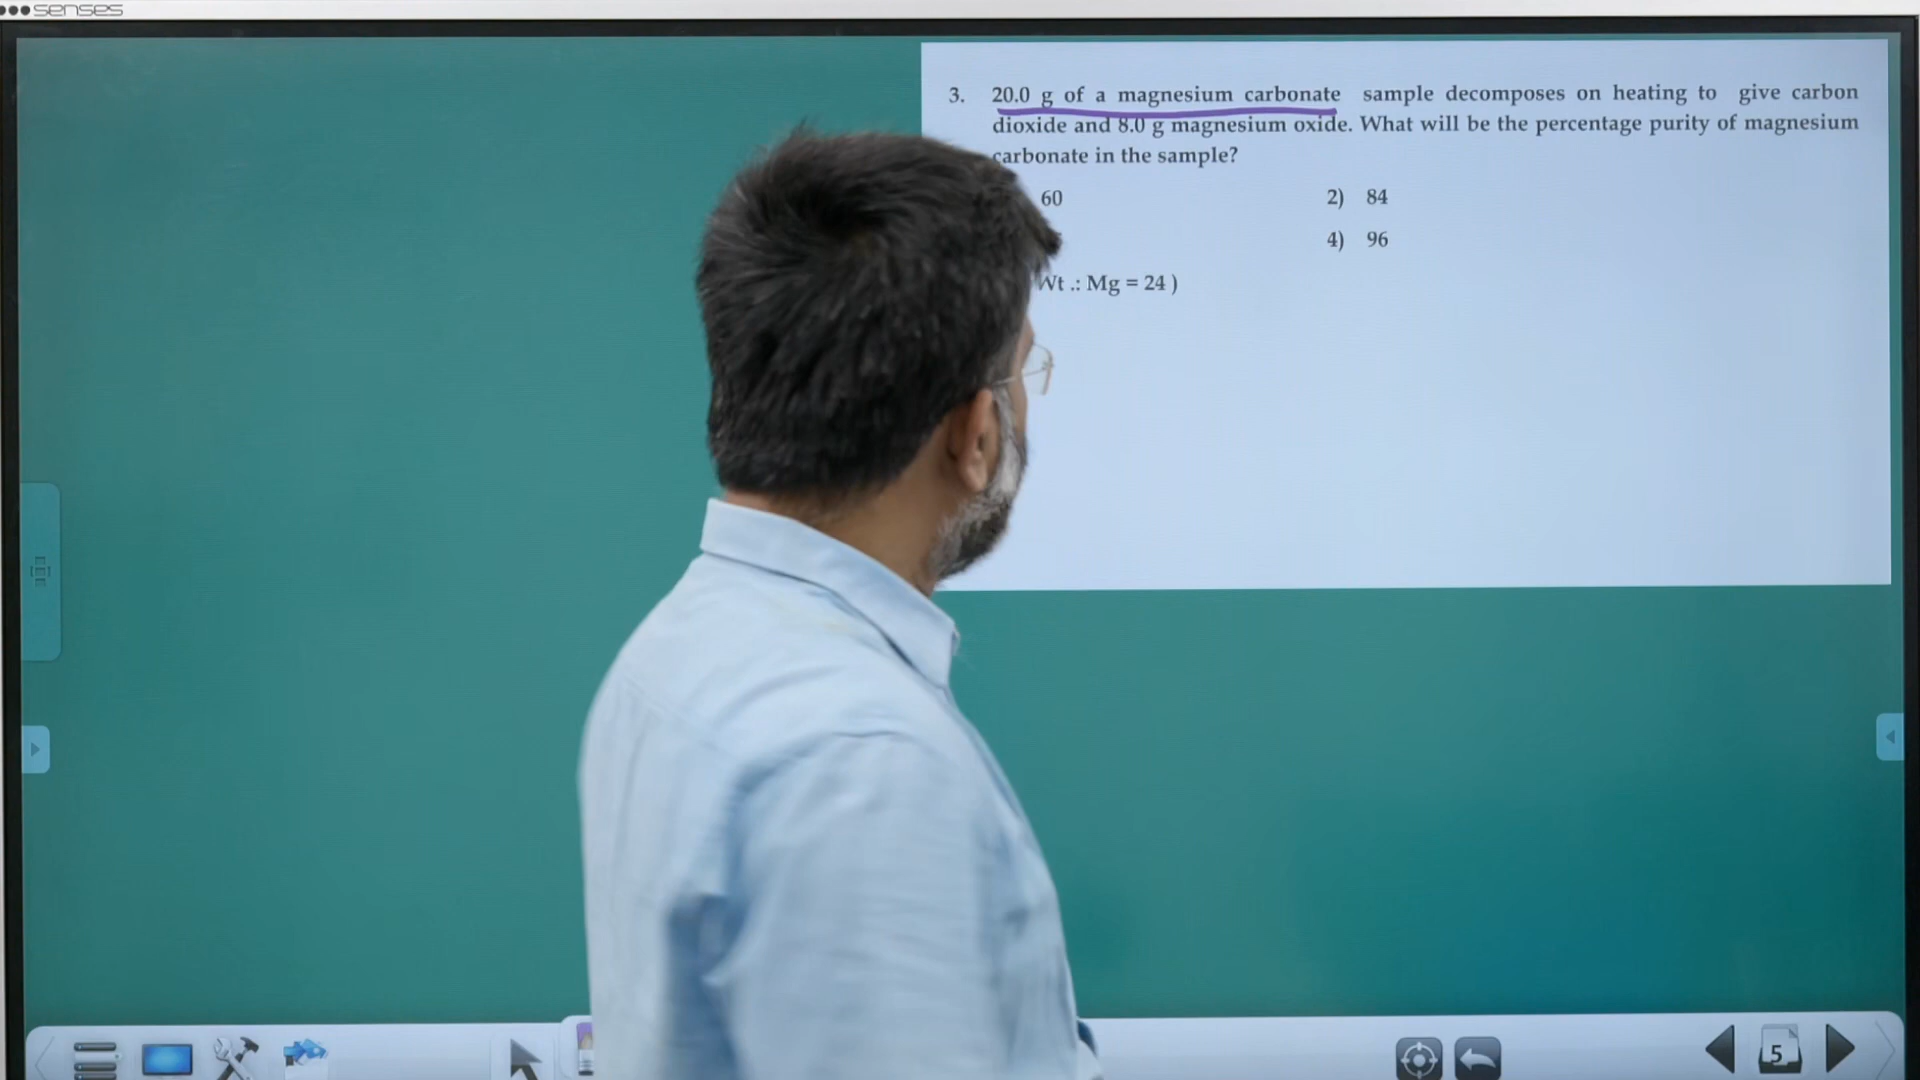 senses
3. 20.0 g of a magnesium carbonate sample decomposes on heating to give carbon
dioxide and 8.0 g magnesium oxide. What will be the percentage purity of magnesium
carbonate in the sample?
60 2) 84
4) 96
Wt .: Mg = 24 )
5